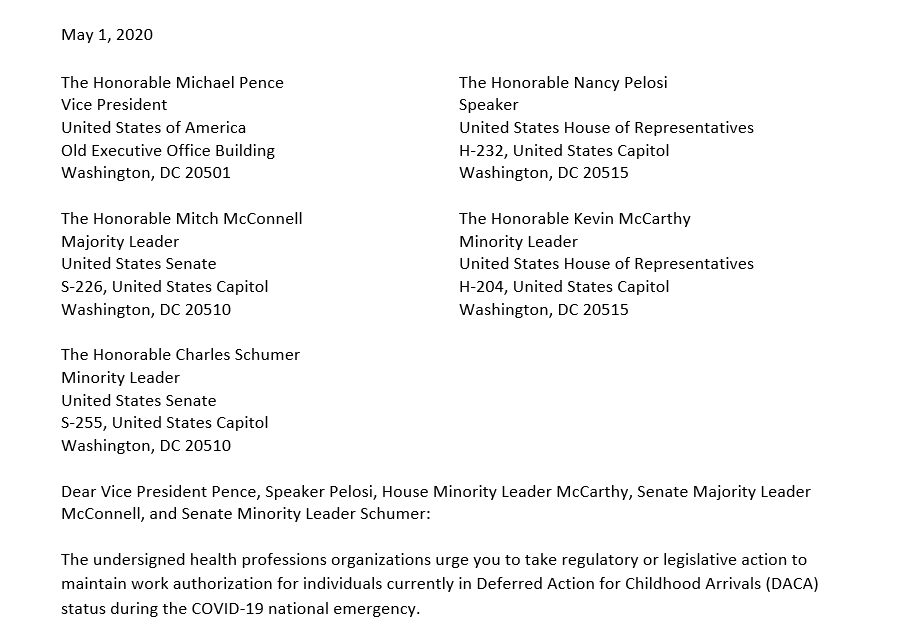 May 1, 2020
The Honorable Michael Pence
Vice President
United States of America
Old Executive Office Building
Washington, DC 20501
The Honorable Nancy Pelosi
Speaker
United States House of Representatives
H-232, United States Capitol
Washington, DC 20515
The Honorable Mitch McConnell
Majority Leader
United States Senate
S-226, United States Capitol
Washington, DC 20510
The Honorable Kevin McCarthy
Minority Leader
United States House of Representatives
H-204, United States Capitol
Washington, DC 20515
The Honorable Charles Schumer
Minority Leader
United States Senate
S-255, United States Capitol
Washington, DC 20510
Dear Vice President Pence, Speaker Pelosi, House Minority Leader McCarthy, Senate Majority Leader
McConnell, and Senate Minority Leader Schumer:
The undersigned health professions organizations urge you to take regulatory or legislative action to
maintain work authorization for individuals currently in Deferred Action for Childhood Arrivals (DACA)
status during the COVID-19 national emergency.